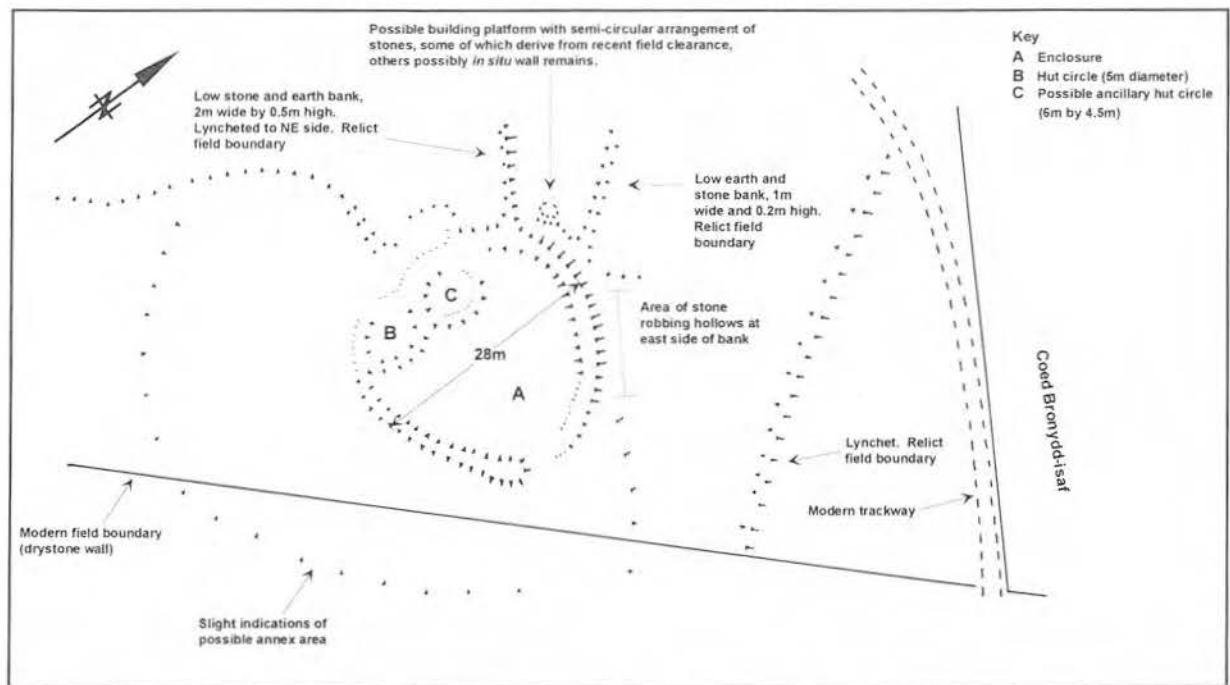 Possible building platform with semi-circular arrangement of
stones, some of which derive from recent field clearance,
others possibly in situ wall remains.
Key
A Enclosure
B Hut circle (5m diameter)
C Possible ancillary hut circle
(6m by 4.5m)
N
Low stone and earth bank,
2m wide by 0.5m high.
Lyncheted to NE side. Relict
field boundary
Low earth and
stone bank, 1m
wide and 0.2m high.
Relict field
boundary
C
B
Area of stone
robbing hollows at
east side of bank
28m
A
Coed Bronydd-isaf
Lynchet. Relict
field boundary
Modern trackway
Modern field boundary
(drystone wall)
Slight indications of
possible annex area